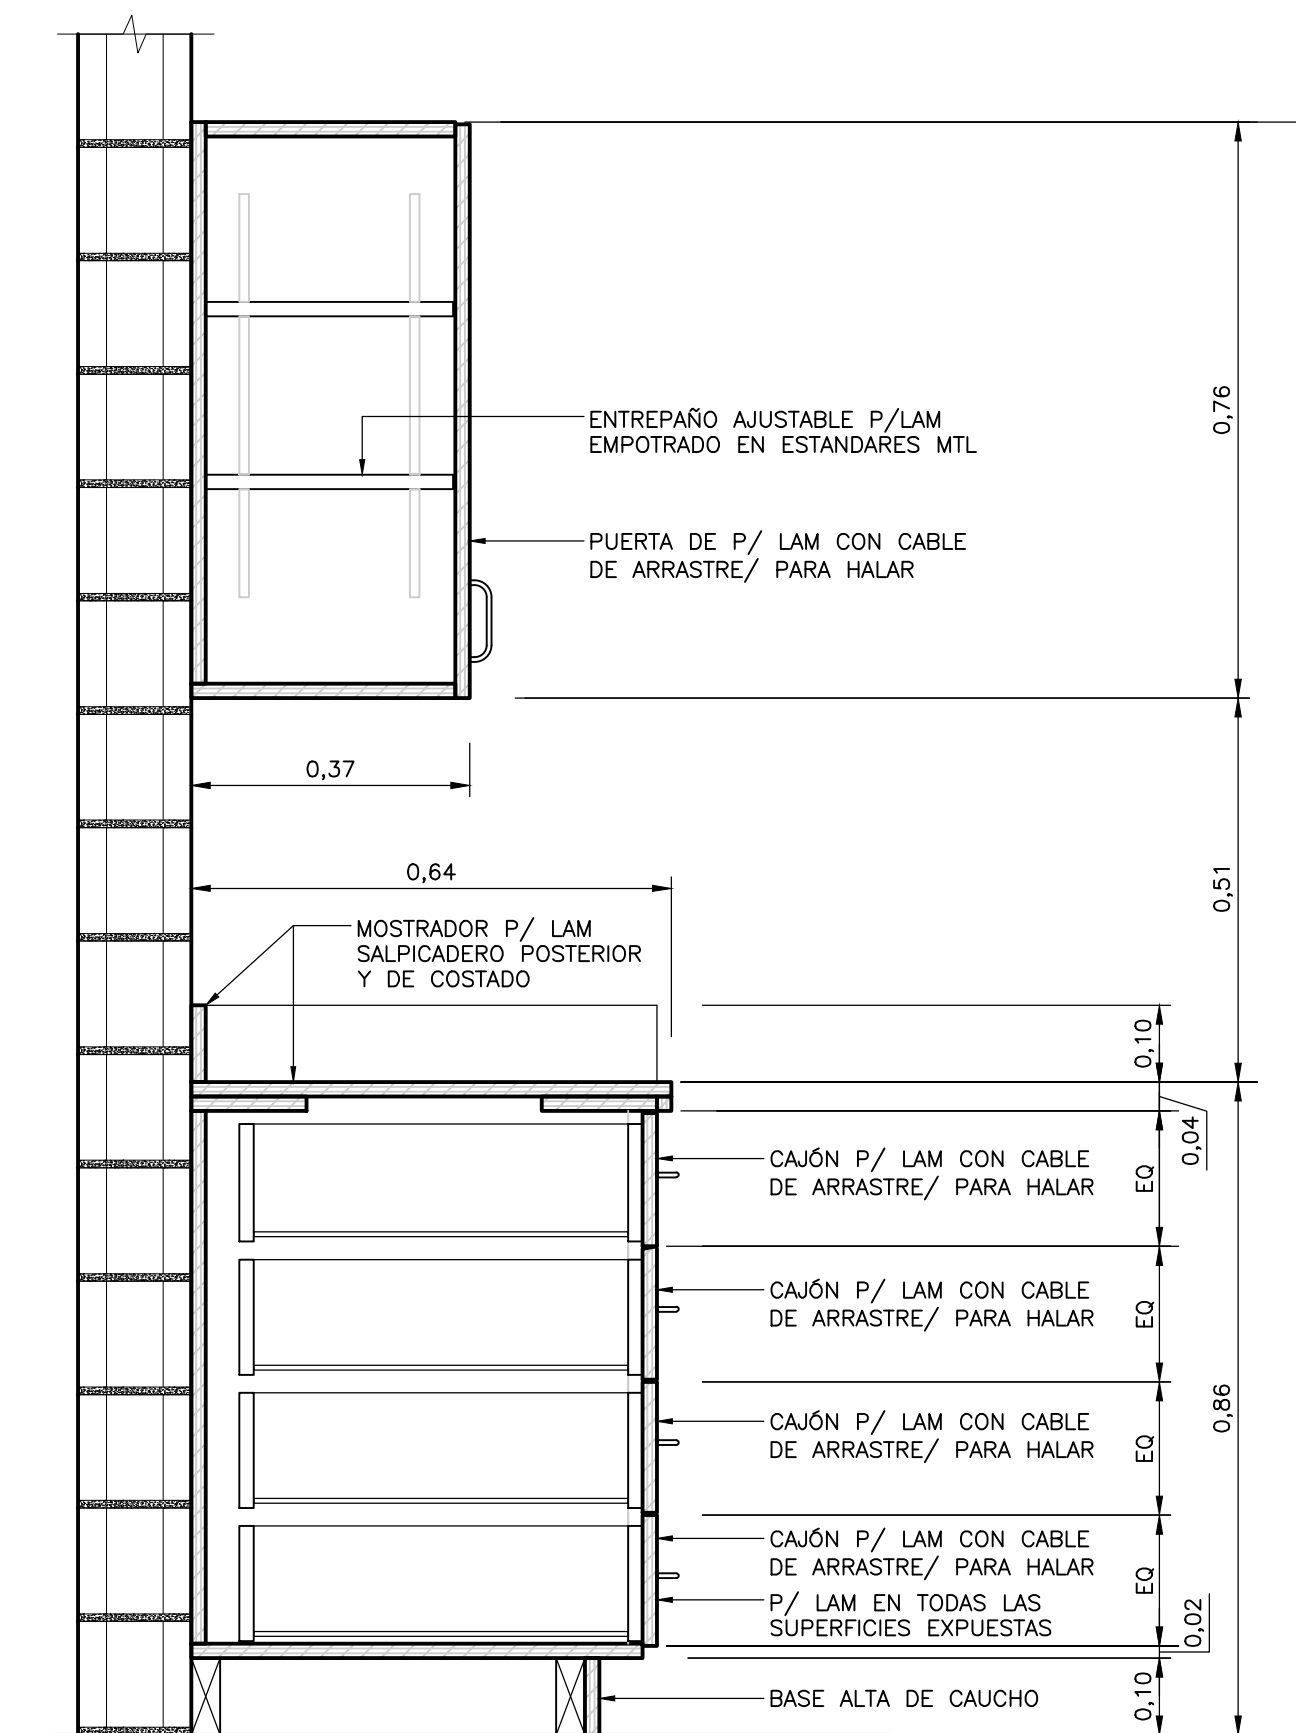 0,76
ENTREPAÑO AJUSTABLE P/LAM
EMPOTRADO EN ESTANDARES MTL
PUERTA DE P/ LAM CON CABLE
DE ARRASTRE/ PARA HALAR
0,37
0,51
0,64
MOSTRADOR P/ LAM
SALPICADERO POSTERIOR
Y DE COSTADO
0,10
0,04
CAJÓN P/ LAM CON CABLE
DE ARRASTRE/ PARA HALAR
EQ
CAJÓN P/ LAM CON CABLE
DE ARRASTRE/ PARA HALAR
EQ
0,86
CAJÓN P/ LAM CON CABLE
DE ARRASTRE/ PARA HALAR
EQ
CAJÓN P/ LAM CON CABLE
DE ARRASTRE/ PARA HALAR
EQ
P/ LAM EN TODAS LAS
SUPERFICIES EXPUESTAS
0,02
BASE ALTA DE CAUCHO
0,10